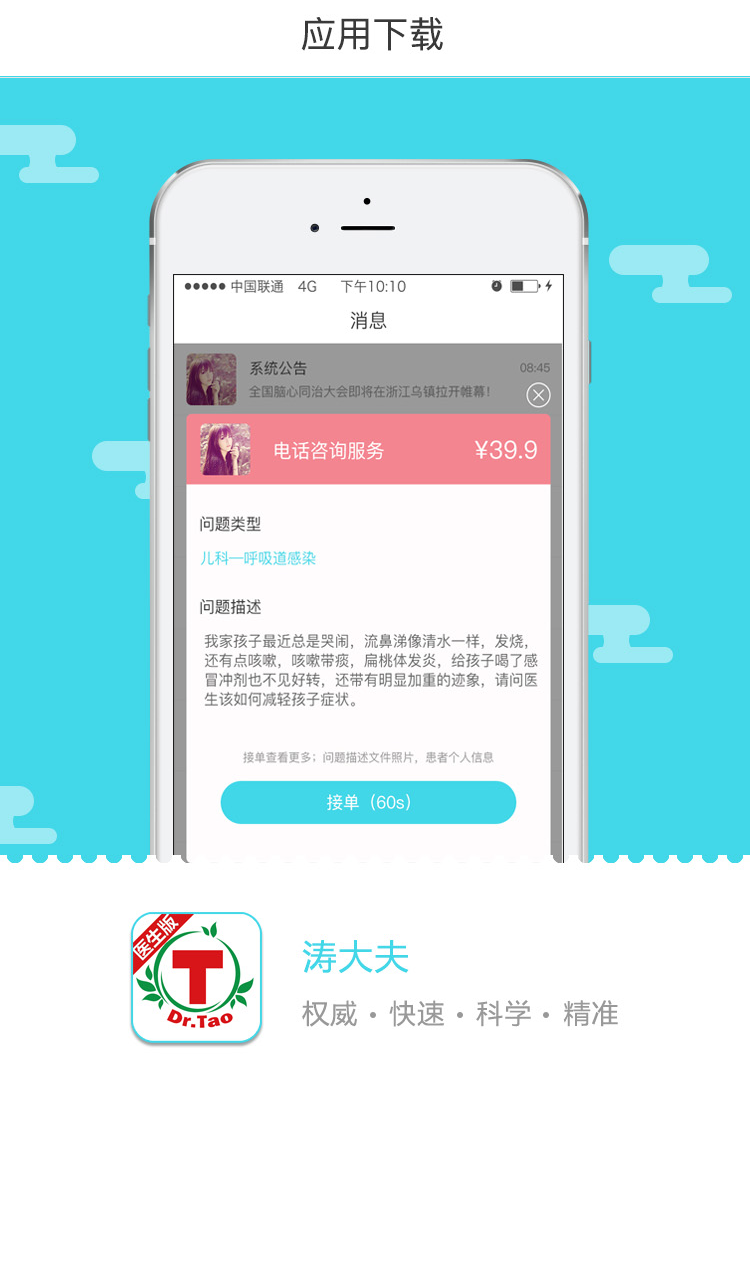 应用下载
中国联通 4G 下午10:10
消息
系统公告 08:45
全国脑心同治大会即将在浙江乌镇拉开帷幕!
电话咨询服务 ¥39.9
问题类型
儿科—呼吸道感染
问题描述
我家孩子最近总是哭闹，流鼻涕像清水一样，发烧，
还有点咳嗽，咳嗽带痰，扁桃体发炎，给孩子喝了感
冒冲剂也不见好转，还带有明显加重的迹象，请问医
生该如何减轻孩子症状。
接单查看更多；问题描述文件照片，患者个人信息
接单（60s）
医生版
T
Dr.Tao
涛大夫
权威·快速·科学·精准